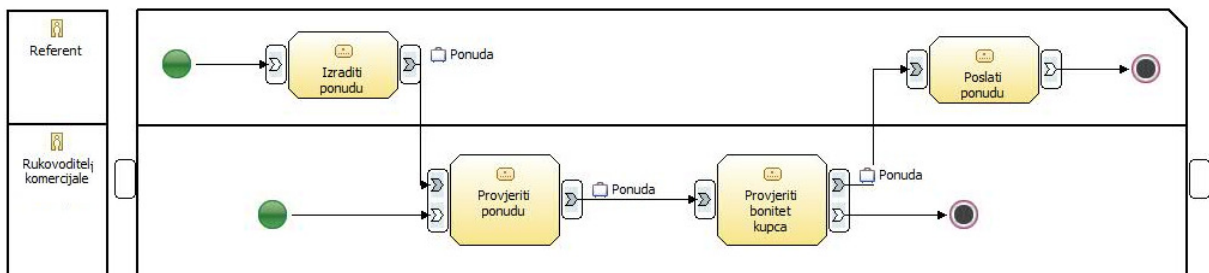 Referent
Izraditi
ponudu
Ponuda
Poslati
ponudu
Rukovoditelj
komercijale
Provjeriti
ponudu
Ponuda
Provjeriti
bonitet
kupca
Ponuda